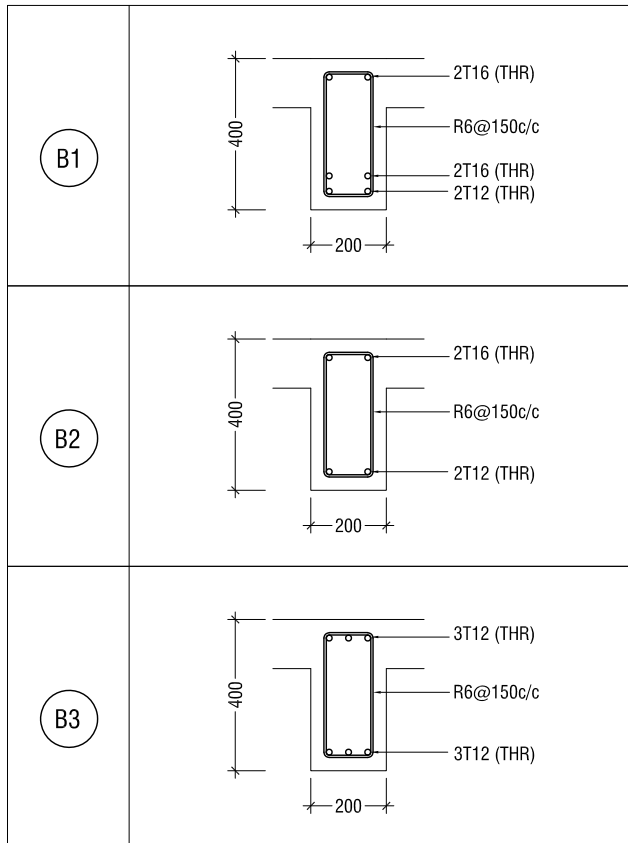 B1
400
200
2T16 (THR)
R6@150c/c
2T16 (THR)
2T12 (THR)
B2
400
200
2T16 (THR)
R6@150c/c
2T12 (THR)
B3
400
200
3T12 (THR)
R6@150c/c
3T12 (THR)